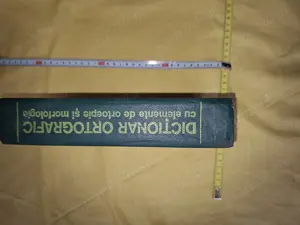 DICȚIONAR ORTOGRAFIC
cu elemente de ortoepie și morfologie